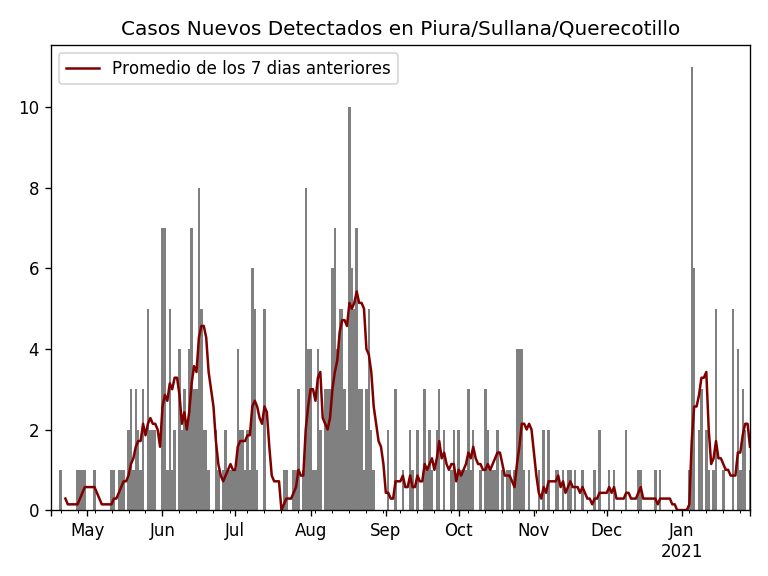 Casos Nuevos Detectados en Piura/Sullana/Querecotillo
Promedio de los 7 dias anteriores
10
8
6
4
2
0
May Jun Jul Aug Sep Oct Nov Dec Jan
2021